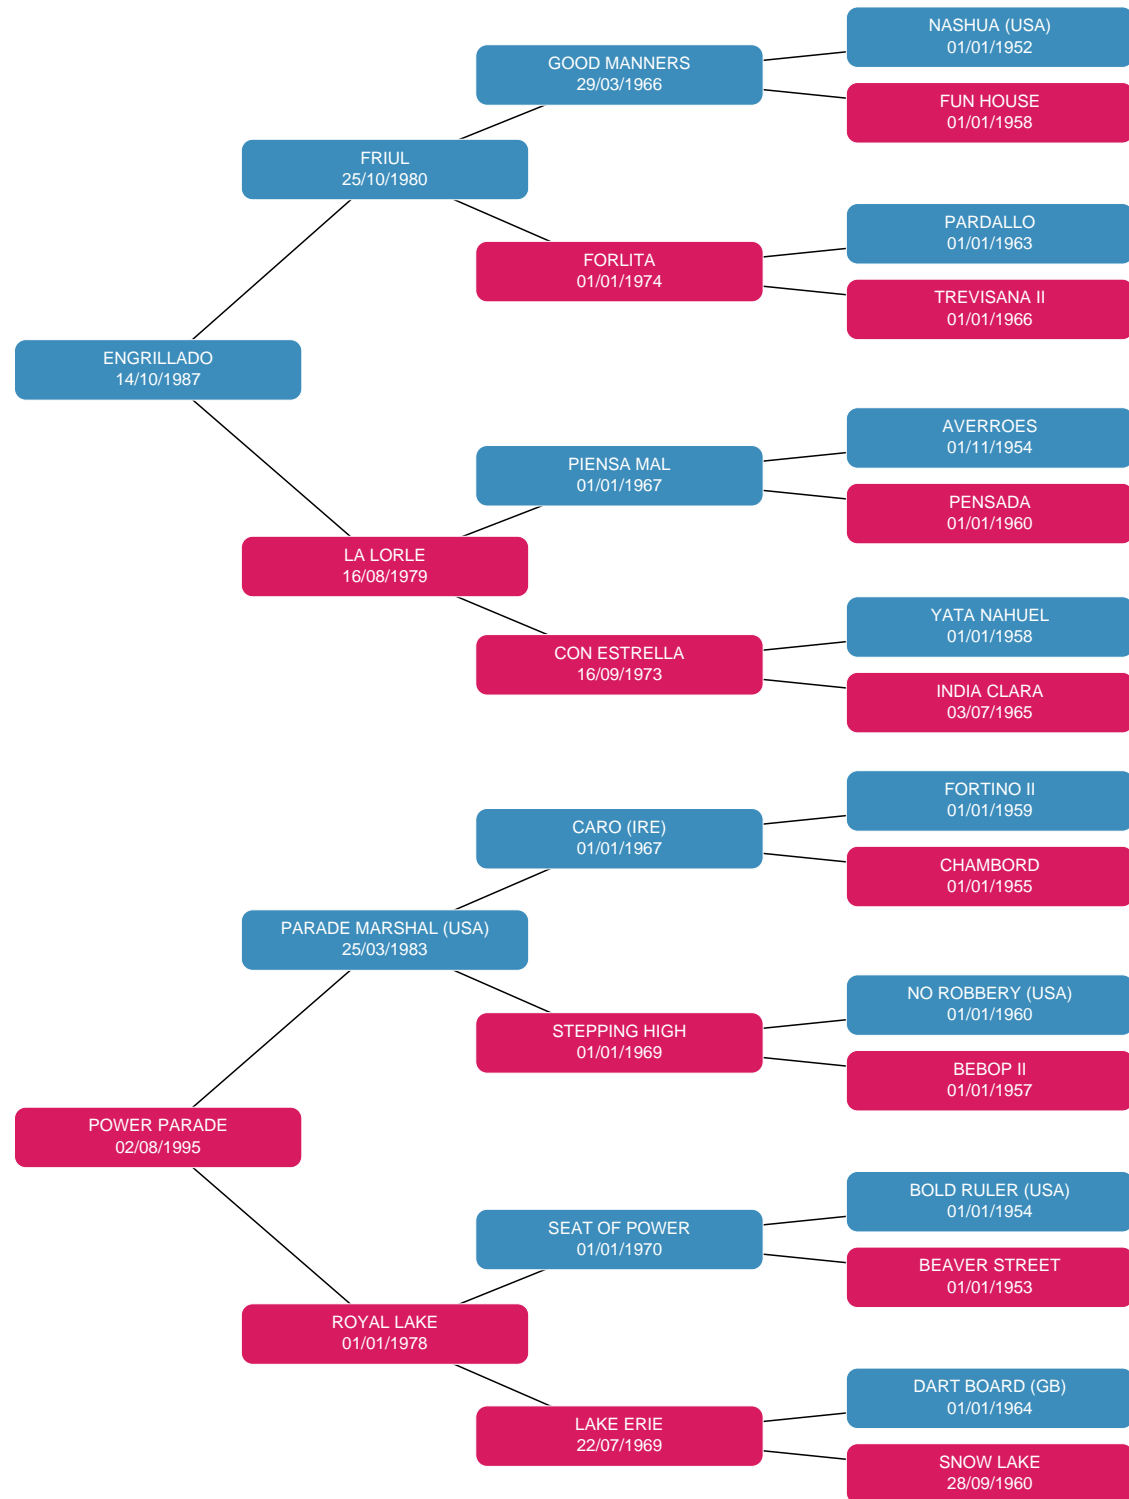 NASHUA (USA)
01/01/1952
GOOD MANNERS
29/03/1966
FUN HOUSE
01/01/1958
FRIUL
25/10/1980
PARDALLO
01/01/1963
FORLITA
01/01/1974
TREVISANA II
01/01/1966
ENGRILLADO
14/10/1987
AVERROES
01/11/1954
PIENSA MAL
01/01/1967
PENSADA
01/01/1960
LA LORLE
16/08/1979
YATA NAHUEL
01/01/1958
CON ESTRELLA
16/09/1973
INDIA CLARA
03/07/1965
FORTINO II
01/01/1959
CARO (IRE)
01/01/1967
CHAMBORD
01/01/1955
PARADE MARSHAL (USA)
25/03/1983
NO ROBBERY (USA)
01/01/1960
STEPPING HIGH
01/01/1969
BEBOP II
01/01/1957
POWER PARADE
02/08/1995
BOLD RULER (USA)
01/01/1954
SEAT OF POWER
01/01/1970
BEAVER STREET
01/01/1953
ROYAL LAKE
01/01/1978
DART BOARD (GB)
01/01/1964
LAKE ERIE
22/07/1969
SNOW LAKE
28/09/1960